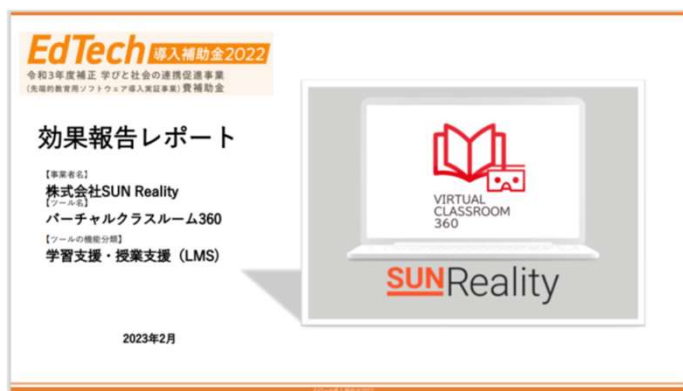 EdTech 導入補助金2022
令和3年度補正 学びと社会の連携促進事業
(先端的教育用ソフトウェア導入実証事業)費補助金
効果報告レポート
【事業者名】
株式会社SUN Reality
【ツール名】
バーチャルクラスルーム360
【ツールの機能分類】
学習支援・授業支援(LMS)
2023年2月
VIRTUAL
CLASSROOM
360
SUNReality